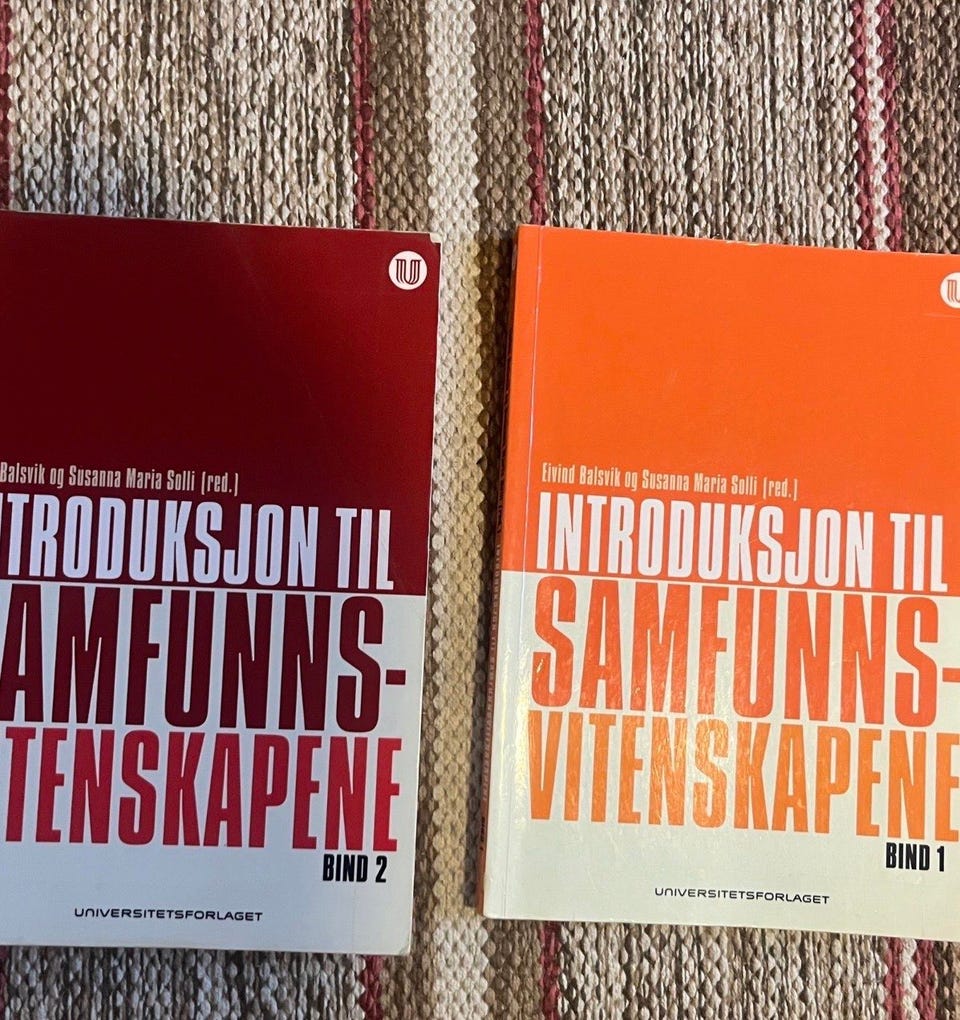 Balsvik og Susanna Maria Solli (red.)
NTRODUKSJON TIL
AMFUNNS-
TENSKAPENE
BIND 2
UNIVERSITETSFORLAGET
Eivind Balsvik og Susanna Maria Solli (red.)
INTRODUKSJON TIL
SAMFUNNS-
VITENSKAPENE
BIND 1
UNIVERSITETSFORLAGET